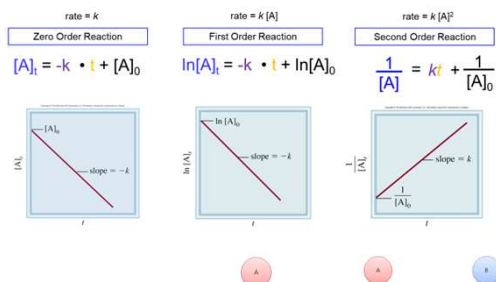 rate = k
Zero Order Reaction
[A]t = -k • t + [A]0
[A]0
slope = −k
[A]t
t
rate = k [A]
First Order Reaction
ln[A]t = -k • t + ln[A]0
ln [A]0
slope = −k
ln [A]t
t
A
rate = k [A]²
Second Order Reaction
1/[A] = kt + 1/[A]0
slope = k
1/[A]t
1/[A]0
t
A
B